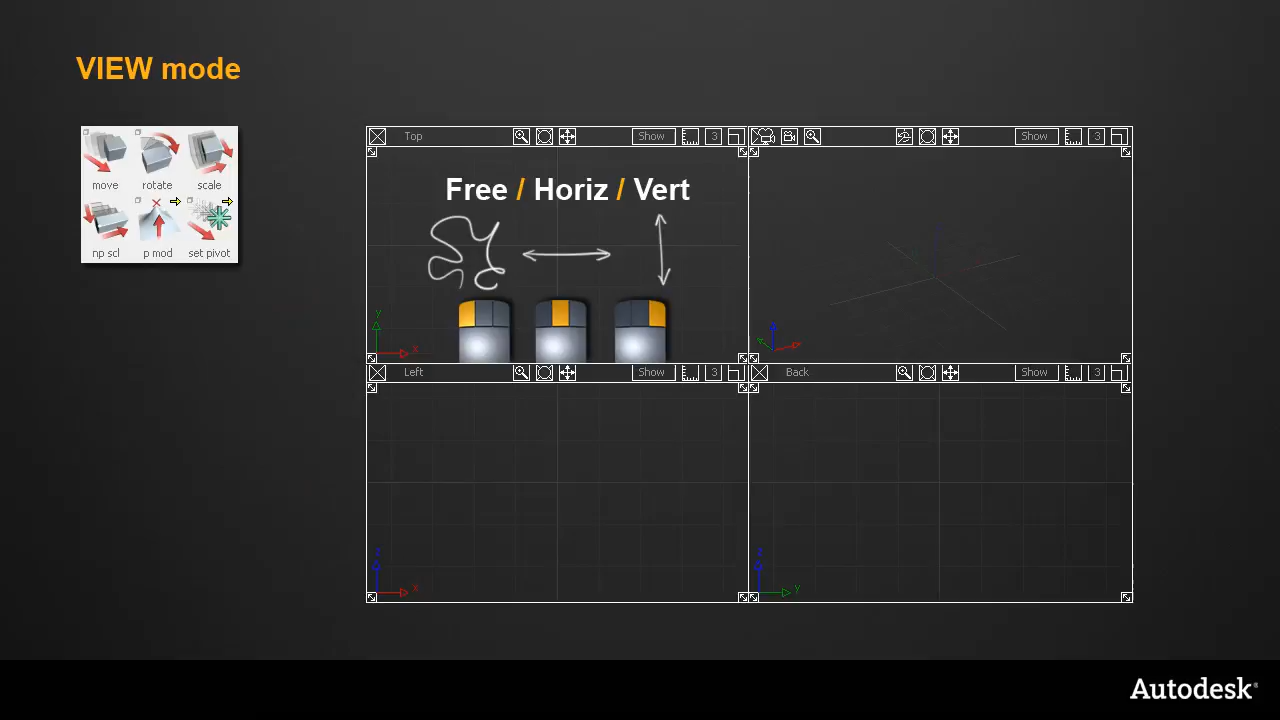 VIEW mode
move rotate scale
np scl p mod set pivot
Top Show 3
Show 3
Free / Horiz / Vert
y
x
Left Show 3
Back Show 3
z
x
z
y
Autodesk